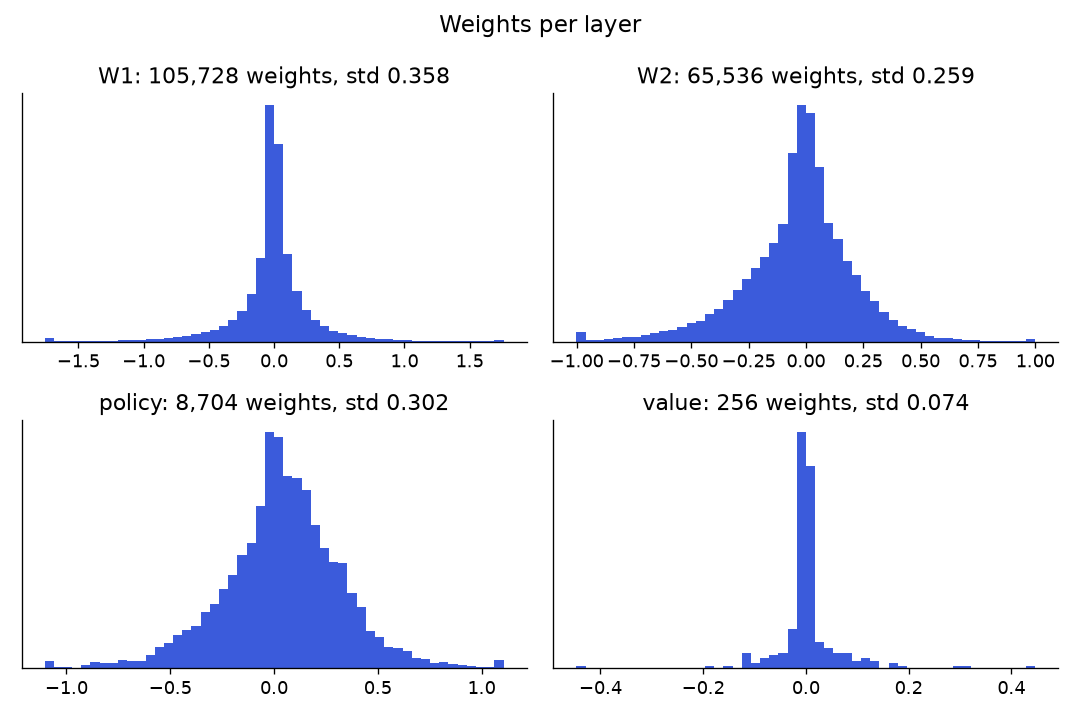 Weights per layer
W1: 105,728 weights, std 0.358
W2: 65,536 weights, std 0.259
−1.5 −1.0 −0.5 0.0 0.5 1.0 1.5
−1.00 −0.75 −0.50 −0.25 0.00 0.25 0.50 0.75 1.00
policy: 8,704 weights, std 0.302
value: 256 weights, std 0.074
−1.0 −0.5 0.0 0.5 1.0
−0.4 −0.2 0.0 0.2 0.4